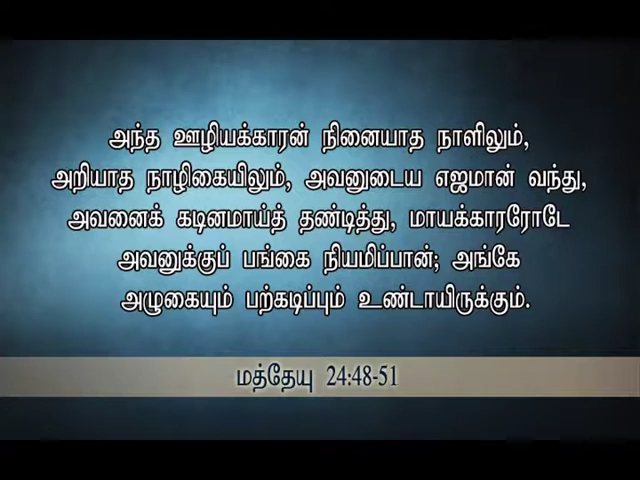 அந்த ஊழியக்காரன் நினையாத நாளிலும்,
அறியாத நாழிகையிலும், அவனுடைய எஜமான் வந்து,
அவனைக் கடினமாய்த் தண்டித்து, மாயக்காரரோடே
அவனுக்குப் பங்கை நியமிப்பான்; அங்கே
அழுகையும் பற்கடிப்பும் உண்டாயிருக்கும்.
மத்தேயு 24:48-51